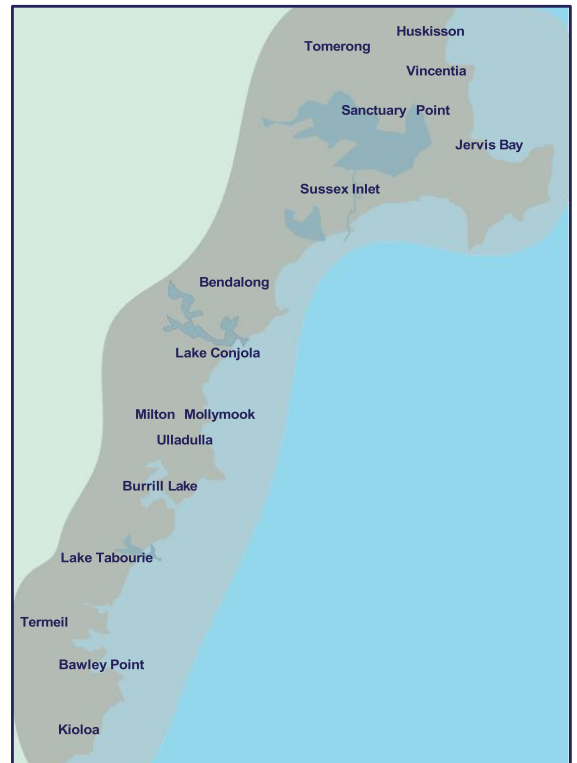 Huskisson
Tomerong
Vincentia
Sanctuary Point
Jervis Bay
Sussex Inlet
Bendalong
Lake Conjola
Milton Mollymook
Ulladulla
Burrill Lake
Lake Tabourie
Termeil
Bawley Point
Kioloa